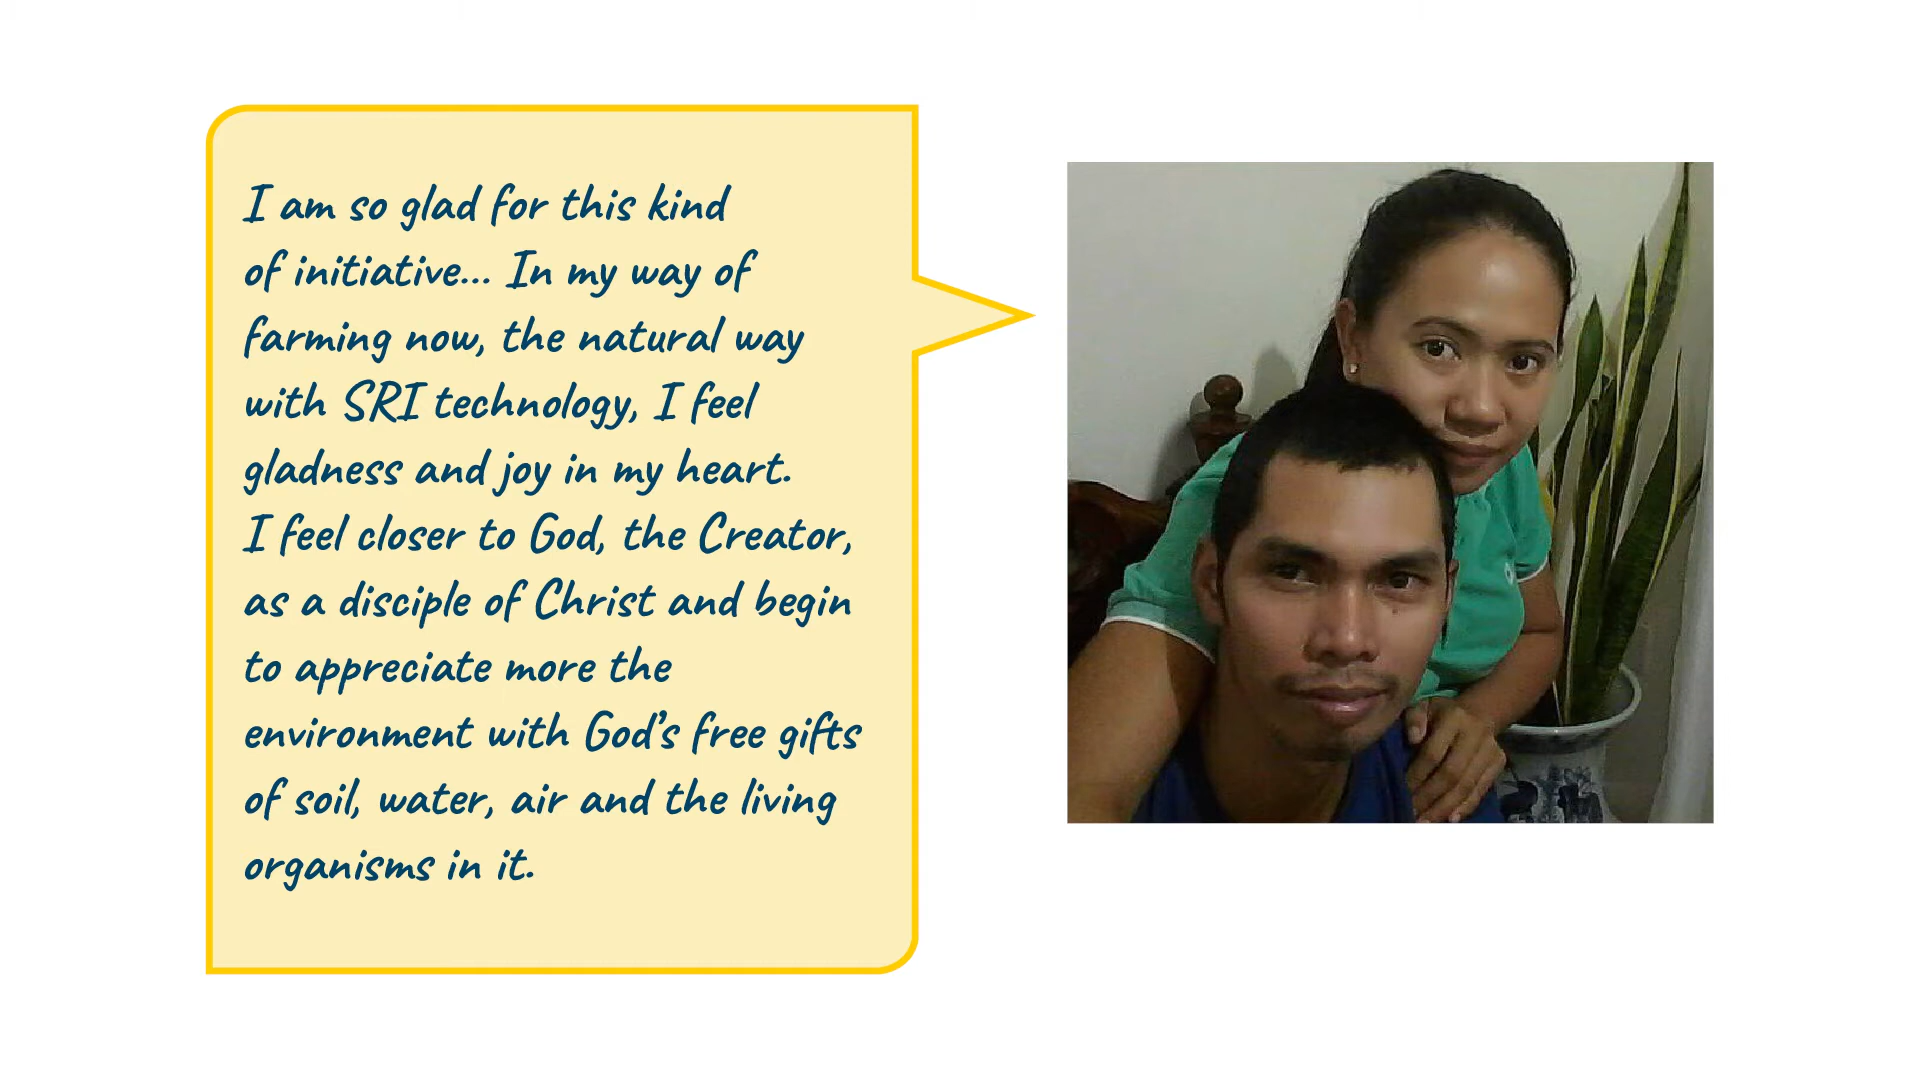 I am so glad for this kind
of initiative... In my way of
farming now, the natural way
with SRI technology, I feel
gladness and joy in my heart.
I feel closer to God, the Creator,
as a disciple of Christ and begin
to appreciate more the
environment with God's free gifts
of soil, water, air and the living
organisms in it.